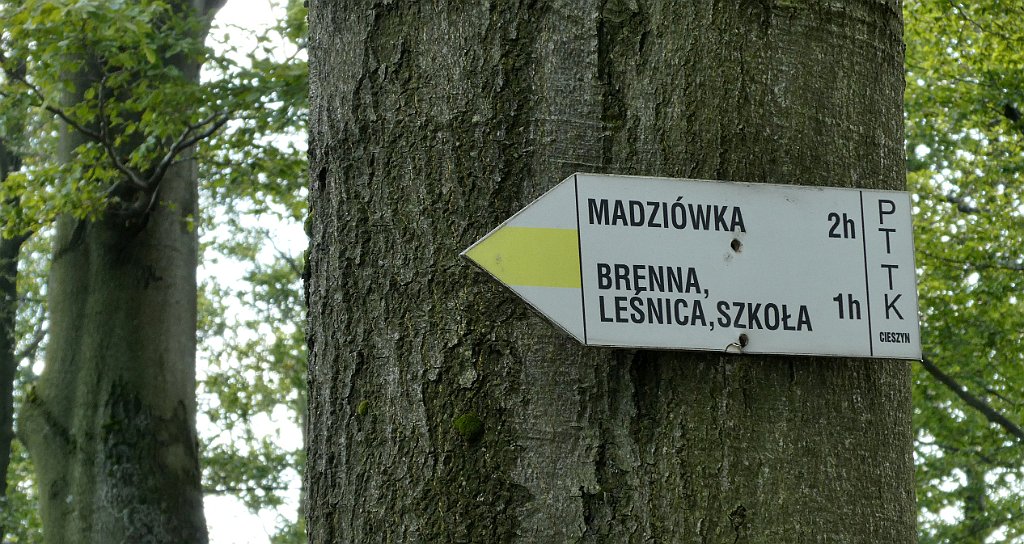 MADZIÓWKA 2h
BRENNA,
LEŚNICA,SZKOŁA 1h
PTTK
CIESZYN